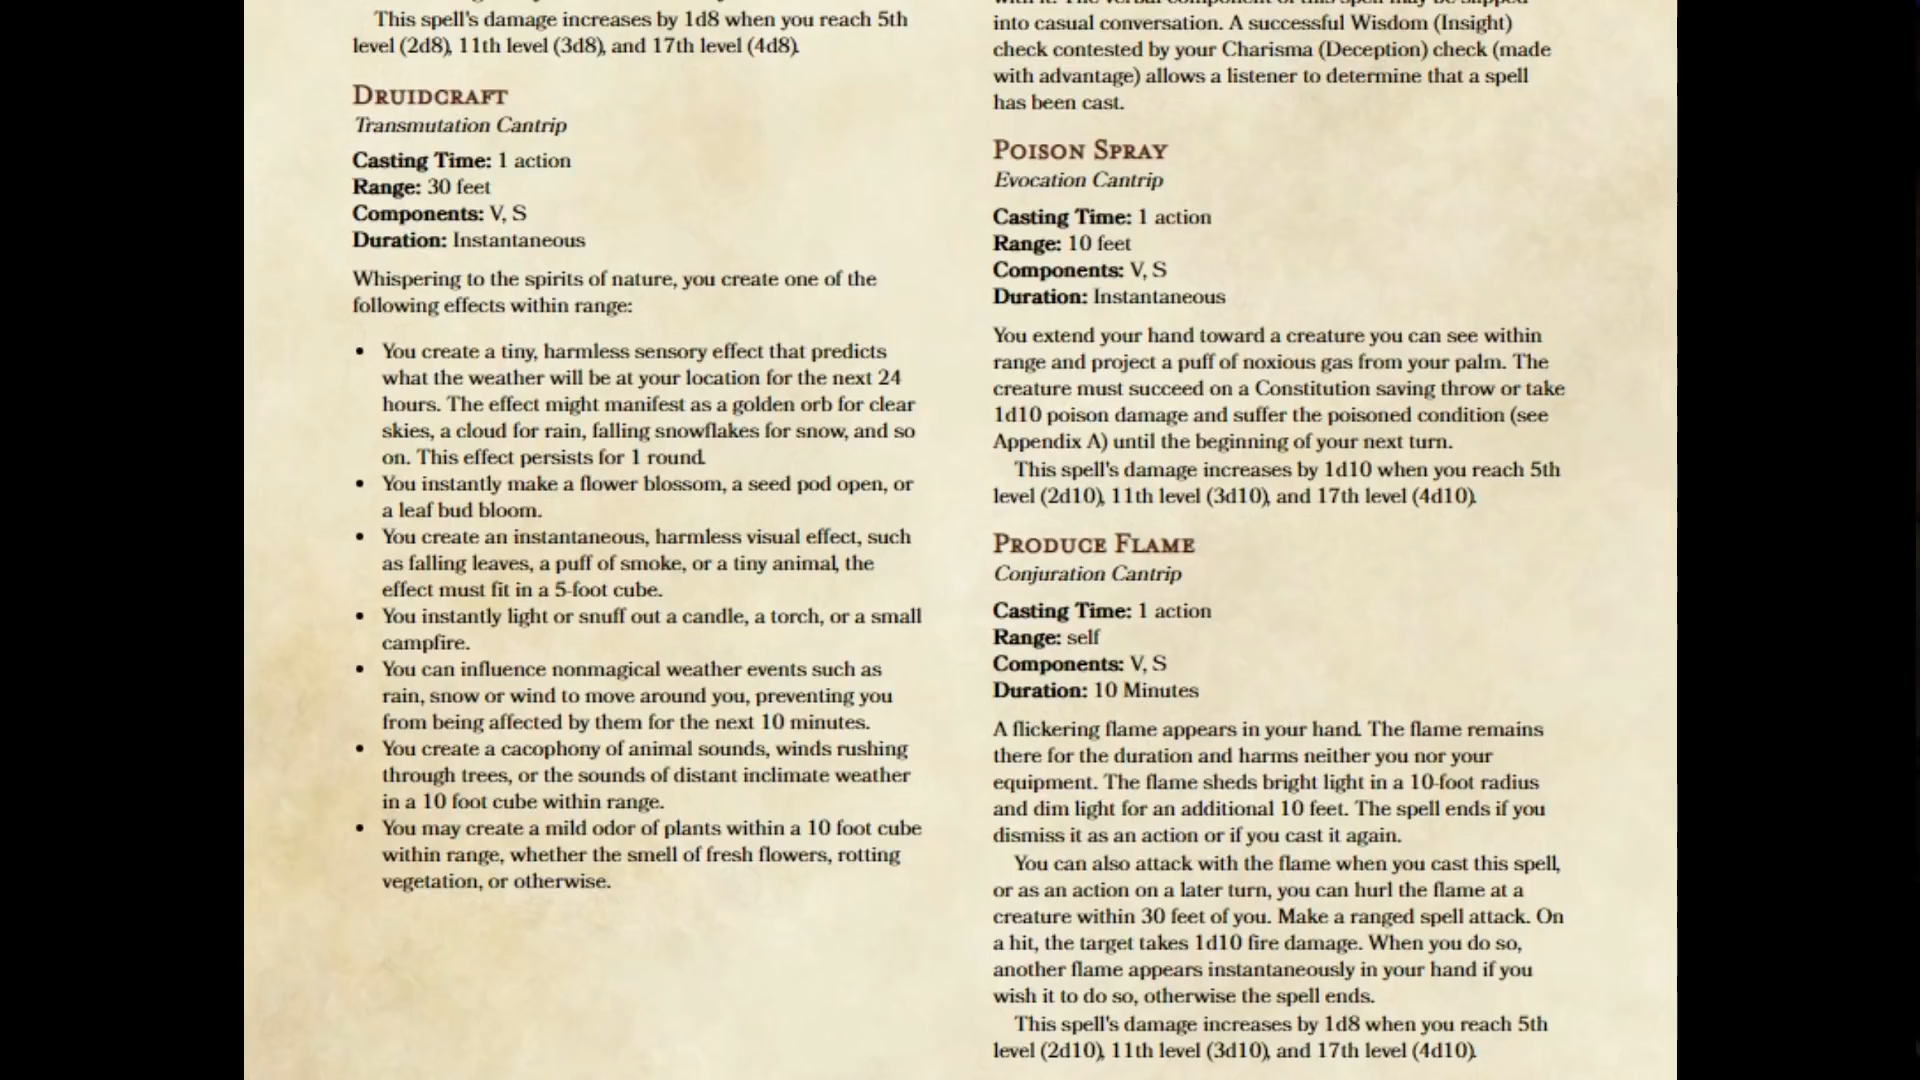 This spell's damage increases by 1d8 when you reach 5th
level (2d8), 11th level (3d8), and 17th level (4d8).
DRUIDCRAFT
Transmutation Cantrip
Casting Time: 1 action
Range: 30 feet
Components: V, S
Duration: Instantaneous
Whispering to the spirits of nature, you create one of the
following effects within range:
• You create a tiny, harmless sensory effect that predicts
what the weather will be at your location for the next 24
hours. The effect might manifest as a golden orb for clear
skies, a cloud for rain, falling snowflakes for snow, and so
on. This effect persists for 1 round.
• You instantly make a flower blossom, a seed pod open, or
a leaf bud bloom.
• You create an instantaneous, harmless visual effect, such
as falling leaves, a puff of smoke, or a tiny animal, the
effect must fit in a 5-foot cube.
• You instantly light or snuff out a candle, a torch, or a small
campfire.
• You can influence nonmagical weather events such as
rain, snow or wind to move around you, preventing you
from being affected by them for the next 10 minutes.
• You create a cacophony of animal sounds, winds rushing
through trees, or the sounds of distant inclimate weather
in a 10 foot cube within range.
• You may create a mild odor of plants within a 10 foot cube
within range, whether the smell of fresh flowers, rotting
vegetation, or otherwise.
with it. The verbal component of this spell may be slipped
into casual conversation. A successful Wisdom (Insight)
check contested by your Charisma (Deception) check (made
with advantage) allows a listener to determine that a spell
has been cast.
POISON SPRAY
Evocation Cantrip
Casting Time: 1 action
Range: 10 feet
Components: V, S
Duration: Instantaneous
You extend your hand toward a creature you can see within
range and project a puff of noxious gas from your palm. The
creature must succeed on a Constitution saving throw or take
1d10 poison damage and suffer the poisoned condition (see
Appendix A) until the beginning of your next turn.
This spell's damage increases by 1d10 when you reach 5th
level (2d10), 11th level (3d10), and 17th level (4d10).
PRODUCE FLAME
Conjuration Cantrip
Casting Time: 1 action
Range: self
Components: V, S
Duration: 10 Minutes
A flickering flame appears in your hand. The flame remains
there for the duration and harms neither you nor your
equipment. The flame sheds bright light in a 10-foot radius
and dim light for an additional 10 feet. The spell ends if you
dismiss it as an action or if you cast it again.
You can also attack with the flame when you cast this spell,
or as an action on a later turn, you can hurl the flame at a
creature within 30 feet of you. Make a ranged spell attack. On
a hit, the target takes 1d10 fire damage. When you do so,
another flame appears instantaneously in your hand if you
wish it to do so, otherwise the spell ends.
This spell's damage increases by 1d8 when you reach 5th
level (2d10), 11th level (3d10), and 17th level (4d10).